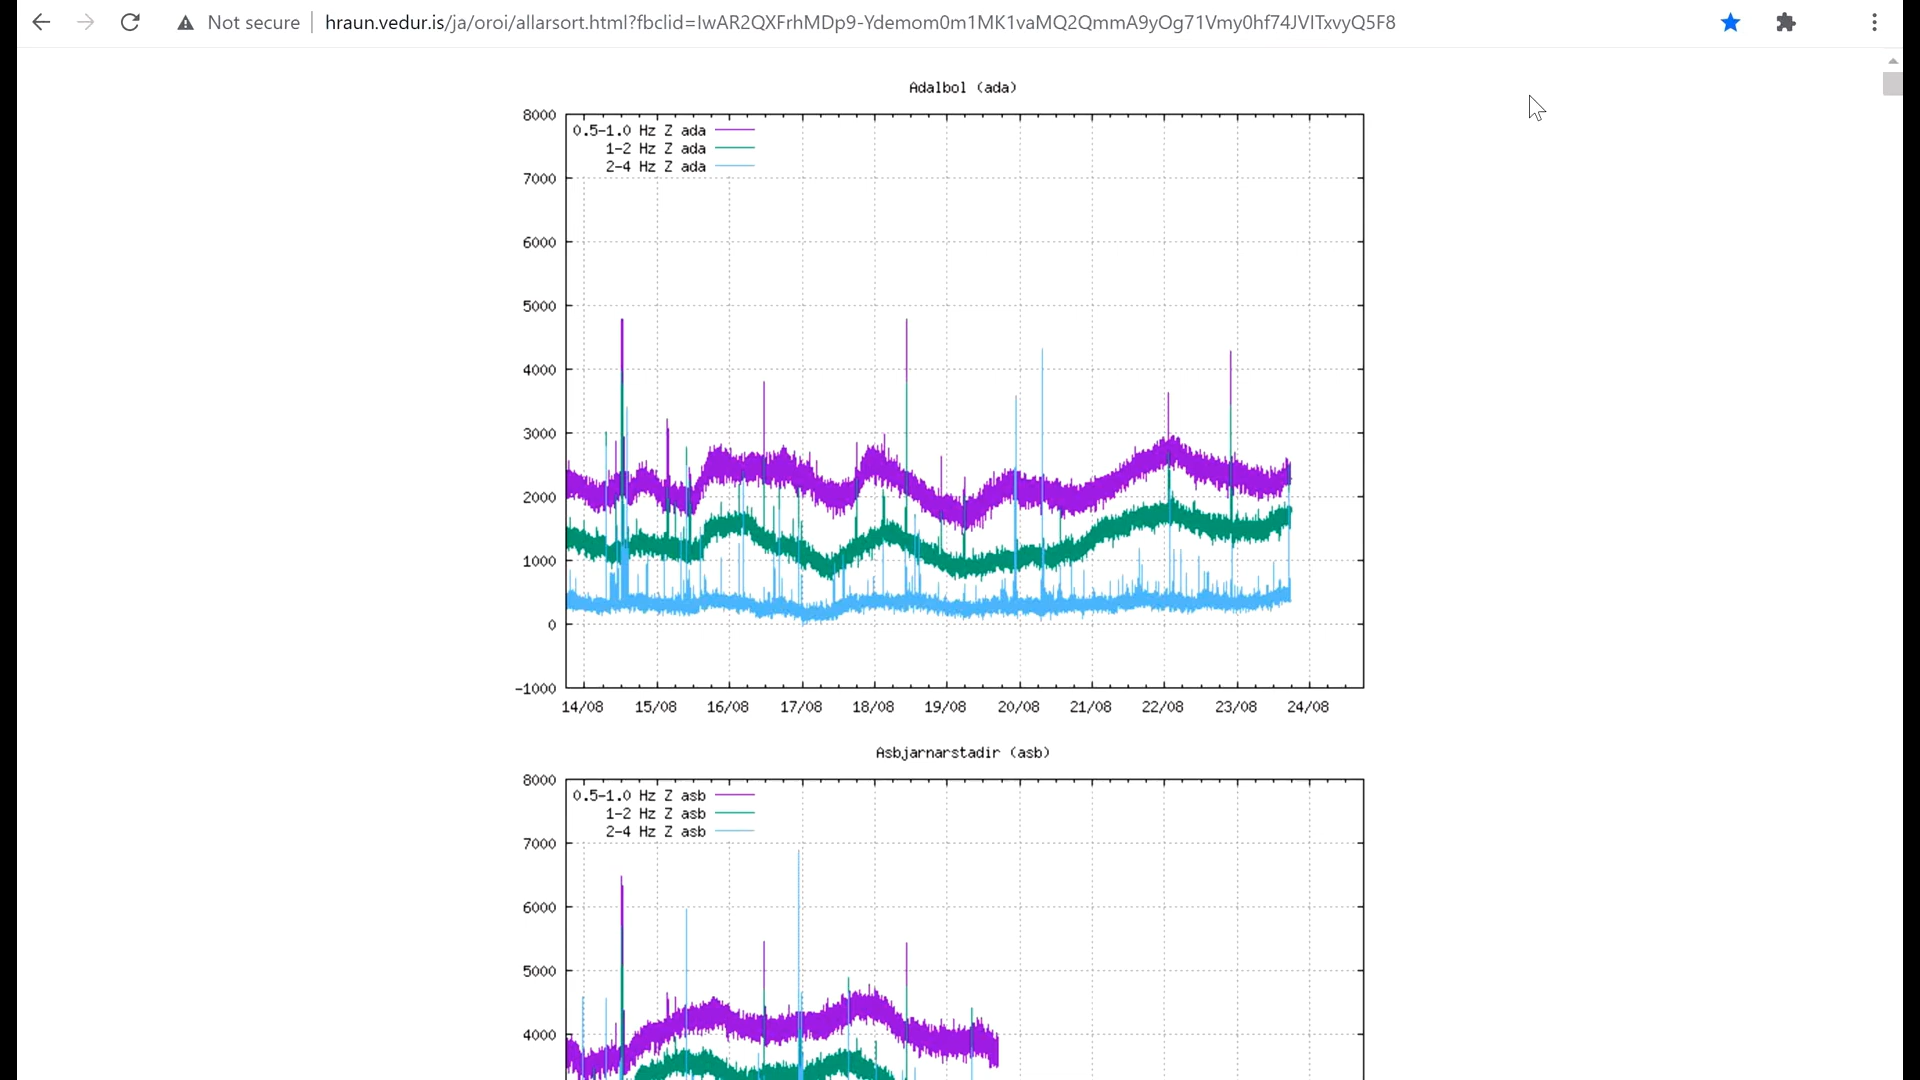 Not secure
hraun.vedur.is/ja/oroi/allarsort.html?fbclid=IwAR2QXFrhMDp9-Ydemom0m1MK1vaMQ2QmmA9yOg71Vmy0hf74JVITxvyQ5F8
Adalbol (ada)
8000
0.5-1.0 Hz Z ada
1-2 Hz Z ada
2-4 Hz Z ada
7000
6000
5000
4000
3000
2000
1000
0
-1000
14/08 15/08 16/08 17/08 18/08 19/08 20/08 21/08 22/08 23/08 24/08
Asbjarnarstadir (asb)
8000
0.5-1.0 Hz Z asb
1-2 Hz Z asb
2-4 Hz Z asb
7000
6000
5000
4000